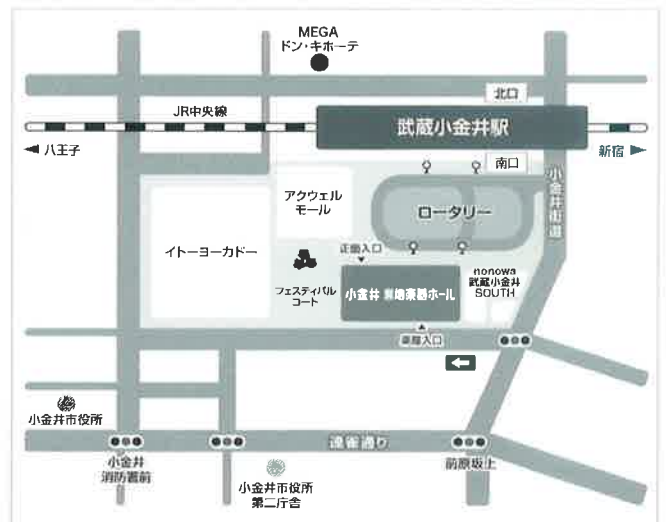 MEGA
ドン・キホーテ
北口
JR中央線
武蔵小金井駅
八王子
新宿
南口
小金井街道
アクウェル
モール
ロータリー
イトーヨーカドー
正面入口
フェスティバル
コート
小金井 宮地楽器ホール
nonowa
武蔵小金井
SOUTH
楽屋入口
小金井市役所
連雀通り
小金井
消防署前
前原坂上
小金井市役所
第二庁舎